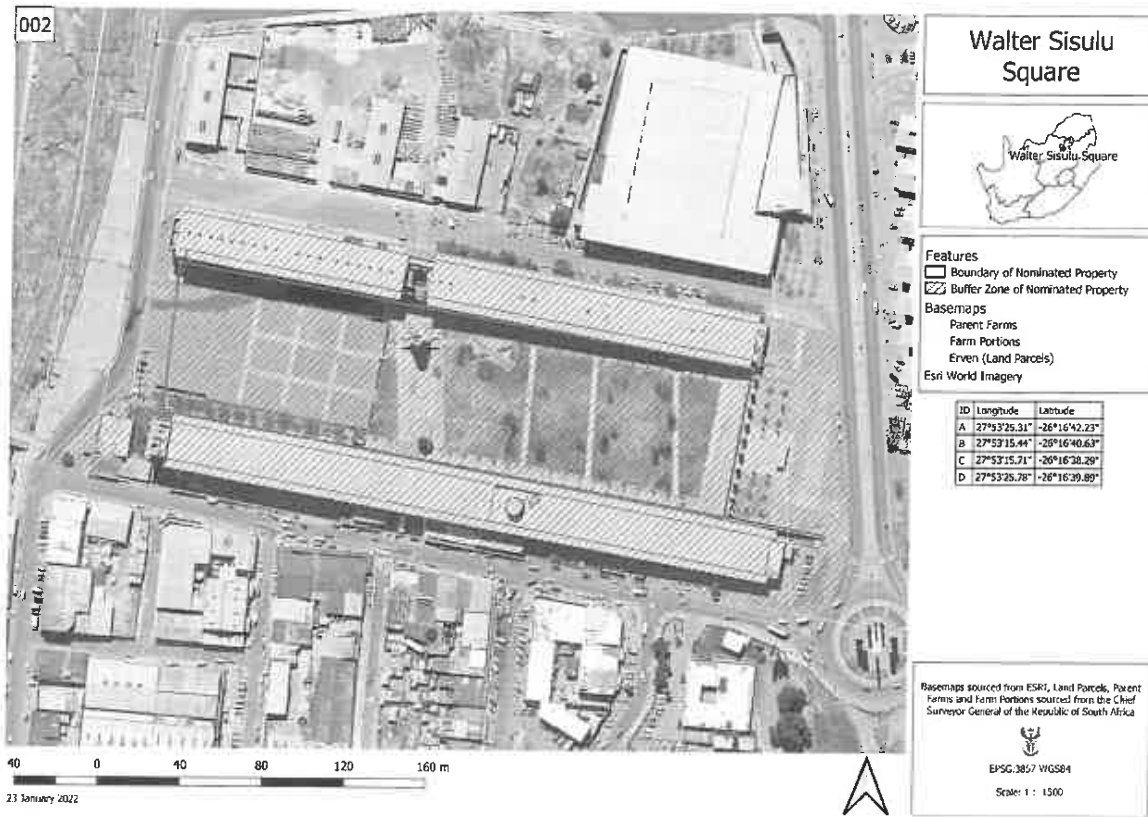 002
Walter Sisulu
Square
Walter Sisulu Square
Features
Boundary of Nominated Property
Buffer Zone of Nominated Property
Basemaps
Parent Farms
Farm Portions
Erven (Land Parcels)
Esri World Imagery
ID Longitude Latitude
A 27°53'25.31" -26°16'42.23"
B 27°53'15.44" -26°16'40.63"
C 27°53'15.71" -26°16'38.29"
D 27°53'25.78" -26°16'39.89"
Basemaps sourced from ESRI, Land Parcels, Parent
Farms and Farm Portions sourced from the Chief
Surveyor General of the Republic of South Africa
EPSG:3857 WGS84
Scale: 1 : 1500
40 0 40 80 120 160 m
23 January 2022